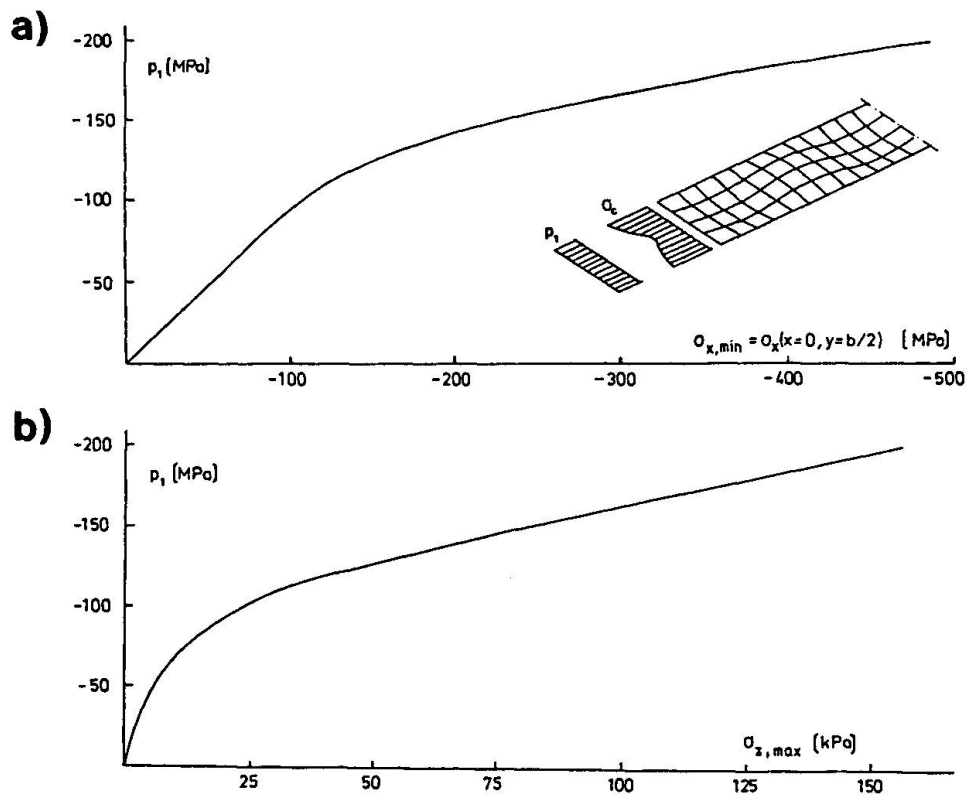 a)
-200
p₁ [MPa]
-150
-100
-50
σc
p₁
σx,min = σx(x=0, y=b/2) [MPa]
-100 -200 -300 -400 -500
b)
-200
p₁ [MPa]
-150
-100
-50
σz,max [kPa]
25 50 75 100 125 150